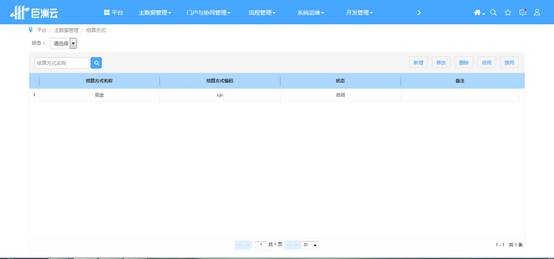 巨澜云 平台 主数据管理 门户与协同管理 流程管理 系统运维 开发管理
平台 / 主数据管理 / 结算方式
状态： 请选择
结算方式名称 新增 修改 删除 启用 禁用
结算方式名称 结算方式编码 状态 备注
1 现金 xjn 启用
1 共 1 页 20 1 - 1 共 1 条